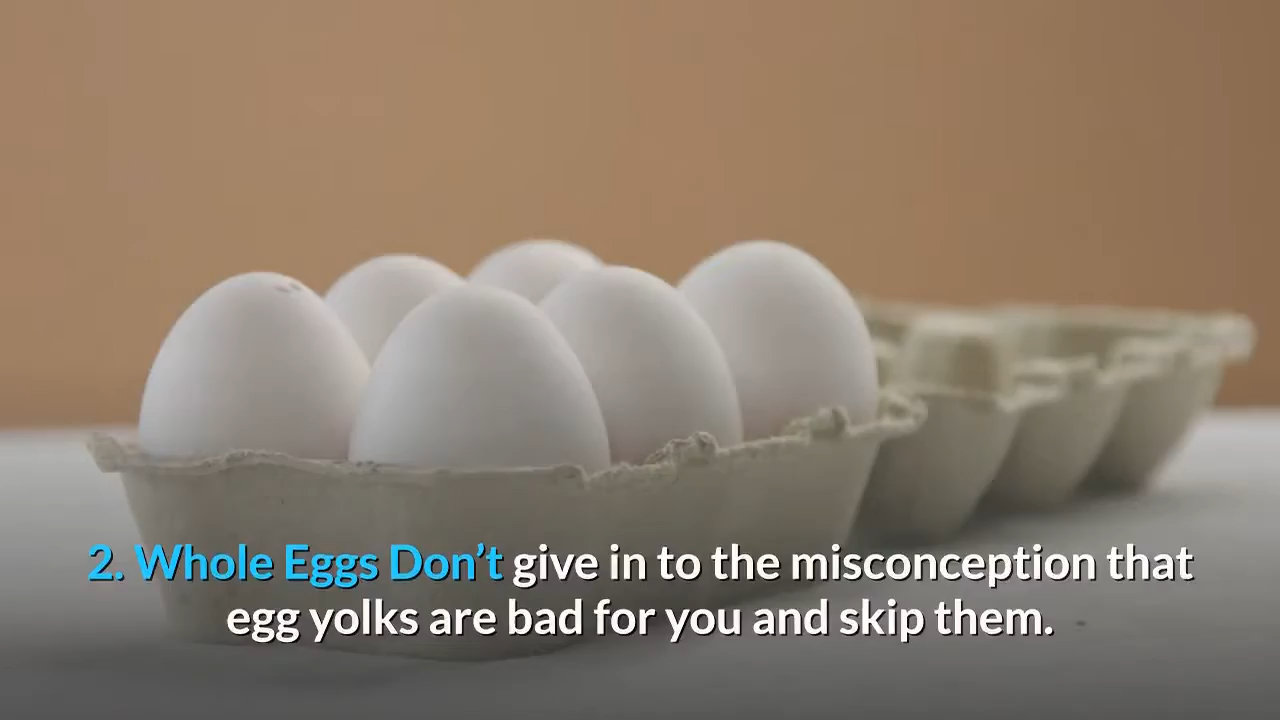 2. Whole Eggs Don’t give in to the misconception that
egg yolks are bad for you and skip them.